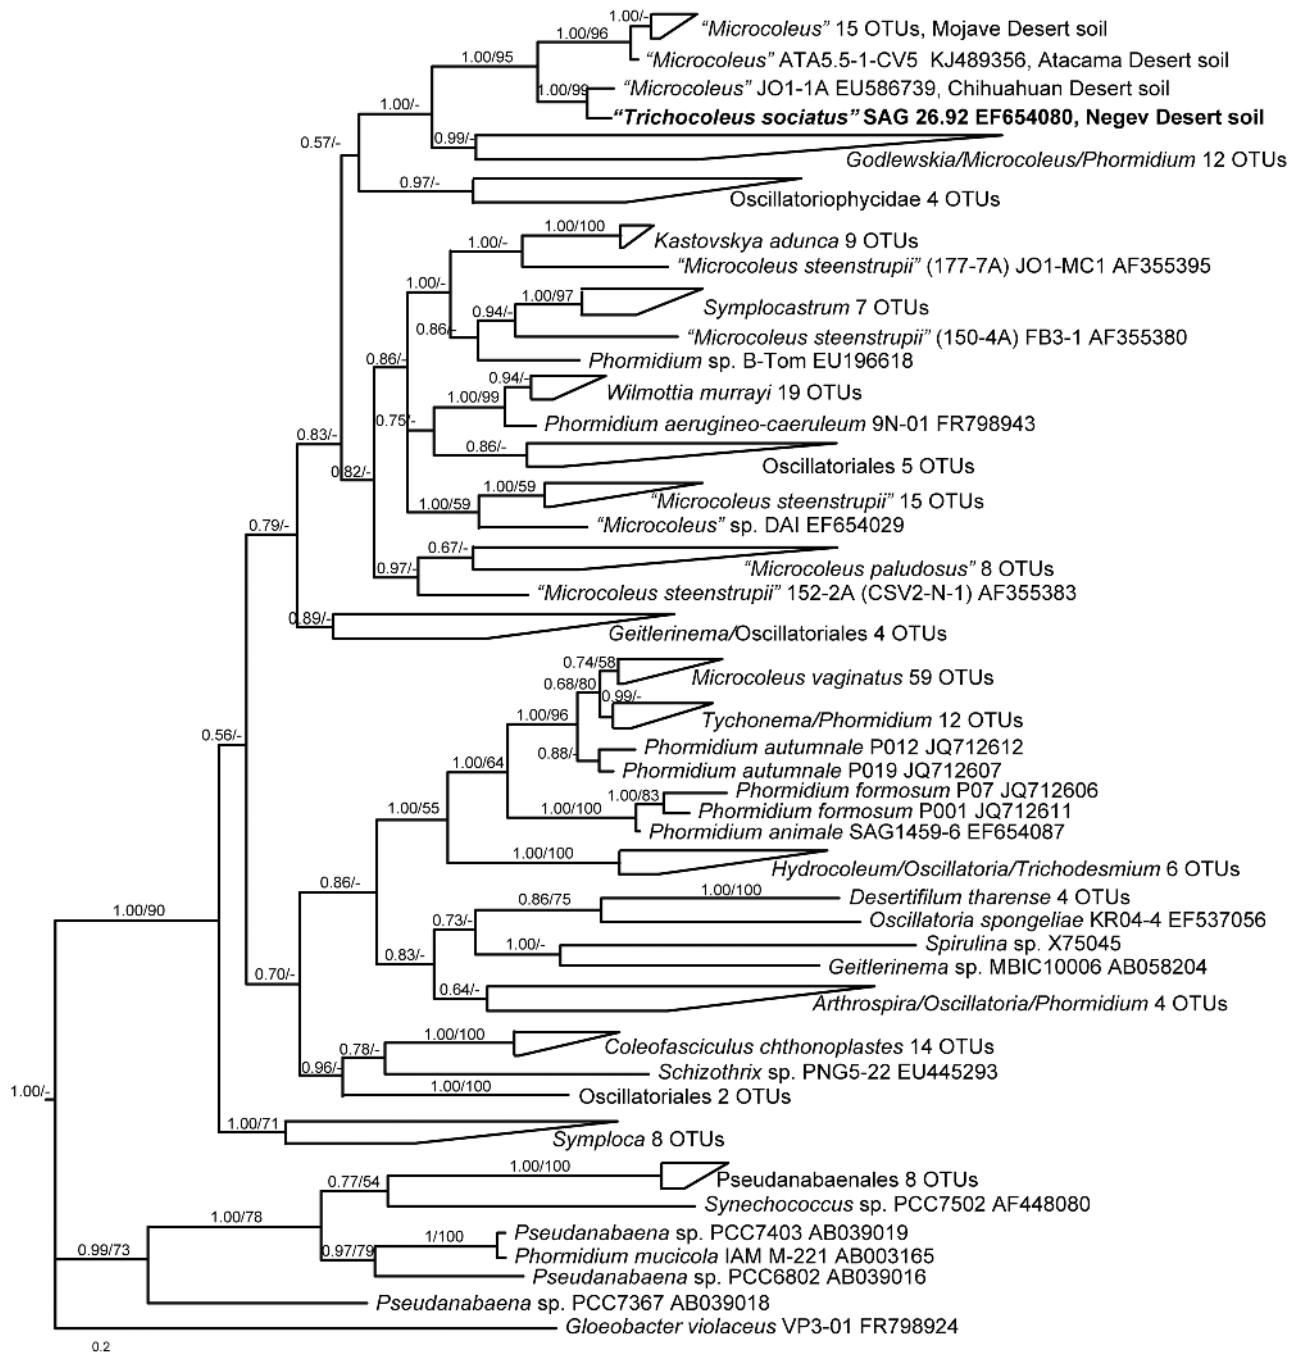 1.00/-
"Microcoleus" 15 OTUs, Mojave Desert soil
1.00/96
1.00/95
"Microcoleus" ATA5.5-1-CV5 KJ489356, Atacama Desert soil
1.00/99
"Microcoleus" JO1-1A EU586739, Chihuahuan Desert soil
1.00/-
"Trichocoleus sociatus" SAG 26.92 EF654080, Negev Desert soil
0.57/-
0.99/-
Godlewskia/Microcoleus/Phormidium 12 OTUs
0.97/-
Oscillatoriophycidae 4 OTUs
1.00/100
1.00/-
Kastovskya adunca 9 OTUs
"Microcoleus steenstrupii" (177-7A) JO1-MC1 AF355395
1.00/-
1.00/97
Symplocastrum 7 OTUs
0.94/-
0.86/-
"Microcoleus steenstrupii" (150-4A) FB3-1 AF355380
0.86/-
Phormidium sp. B-Tom EU196618
0.94/-
Wilmottia murrayi 19 OTUs
1.00/99
0.75/-
Phormidium aerugineo-caeruleum 9N-01 FR798943
0.83/-
0.86/-
Oscillatoriales 5 OTUs
0.82/-
1.00/59
1.00/59
"Microcoleus steenstrupii" 15 OTUs
"Microcoleus" sp. DAI EF654029
0.79/-
0.67/-
0.97/-
"Microcoleus paludosus" 8 OTUs
"Microcoleus steenstrupii" 152-2A (CSV2-N-1) AF355383
0.89/-
Geitlerinema/Oscillatoriales 4 OTUs
0.74/58
Microcoleus vaginatus 59 OTUs
0.68/80
0.99/-
1.00/96
Tychonema/Phormidium 12 OTUs
0.56/-
0.88/-
Phormidium autumnale P012 JQ712612
1.00/64
Phormidium autumnale P019 JQ712607
1.00/83
Phormidium formosum P07 JQ712606
1.00/55
1.00/100
Phormidium formosum P001 JQ712611
Phormidium animale SAG1459-6 EF654087
1.00/100
Hydrocoleum/Oscillatoria/Trichodesmium 6 OTUs
0.86/-
1.00/100
0.86/75
Desertifilum tharense 4 OTUs
1.00/90
0.73/-
Oscillatoria spongeliae KR04-4 EF537056
1.00/-
Spirulina sp. X75045
0.83/-
Geitlerinema sp. MBIC10006 AB058204
0.70/-
0.64/-
Arthrospira/Oscillatoria/Phormidium 4 OTUs
1.00/100
0.78/-
Coleofasciculus chthonoplastes 14 OTUs
0.96/-
Schizothrix sp. PNG5-22 EU445293
1.00/-
1.00/100
Oscillatoriales 2 OTUs
1.00/71
Symploca 8 OTUs
1.00/100
Pseudanabaenales 8 OTUs
0.77/54
Synechococcus sp. PCC7502 AF448080
1.00/78
Pseudanabaena sp. PCC7403 AB039019
1/100
0.99/73
0.97/79
Phormidium mucicola IAM M-221 AB003165
Pseudanabaena sp. PCC6802 AB039016
Pseudanabaena sp. PCC7367 AB039018
Gloeobacter violaceus VP3-01 FR798924
0.2